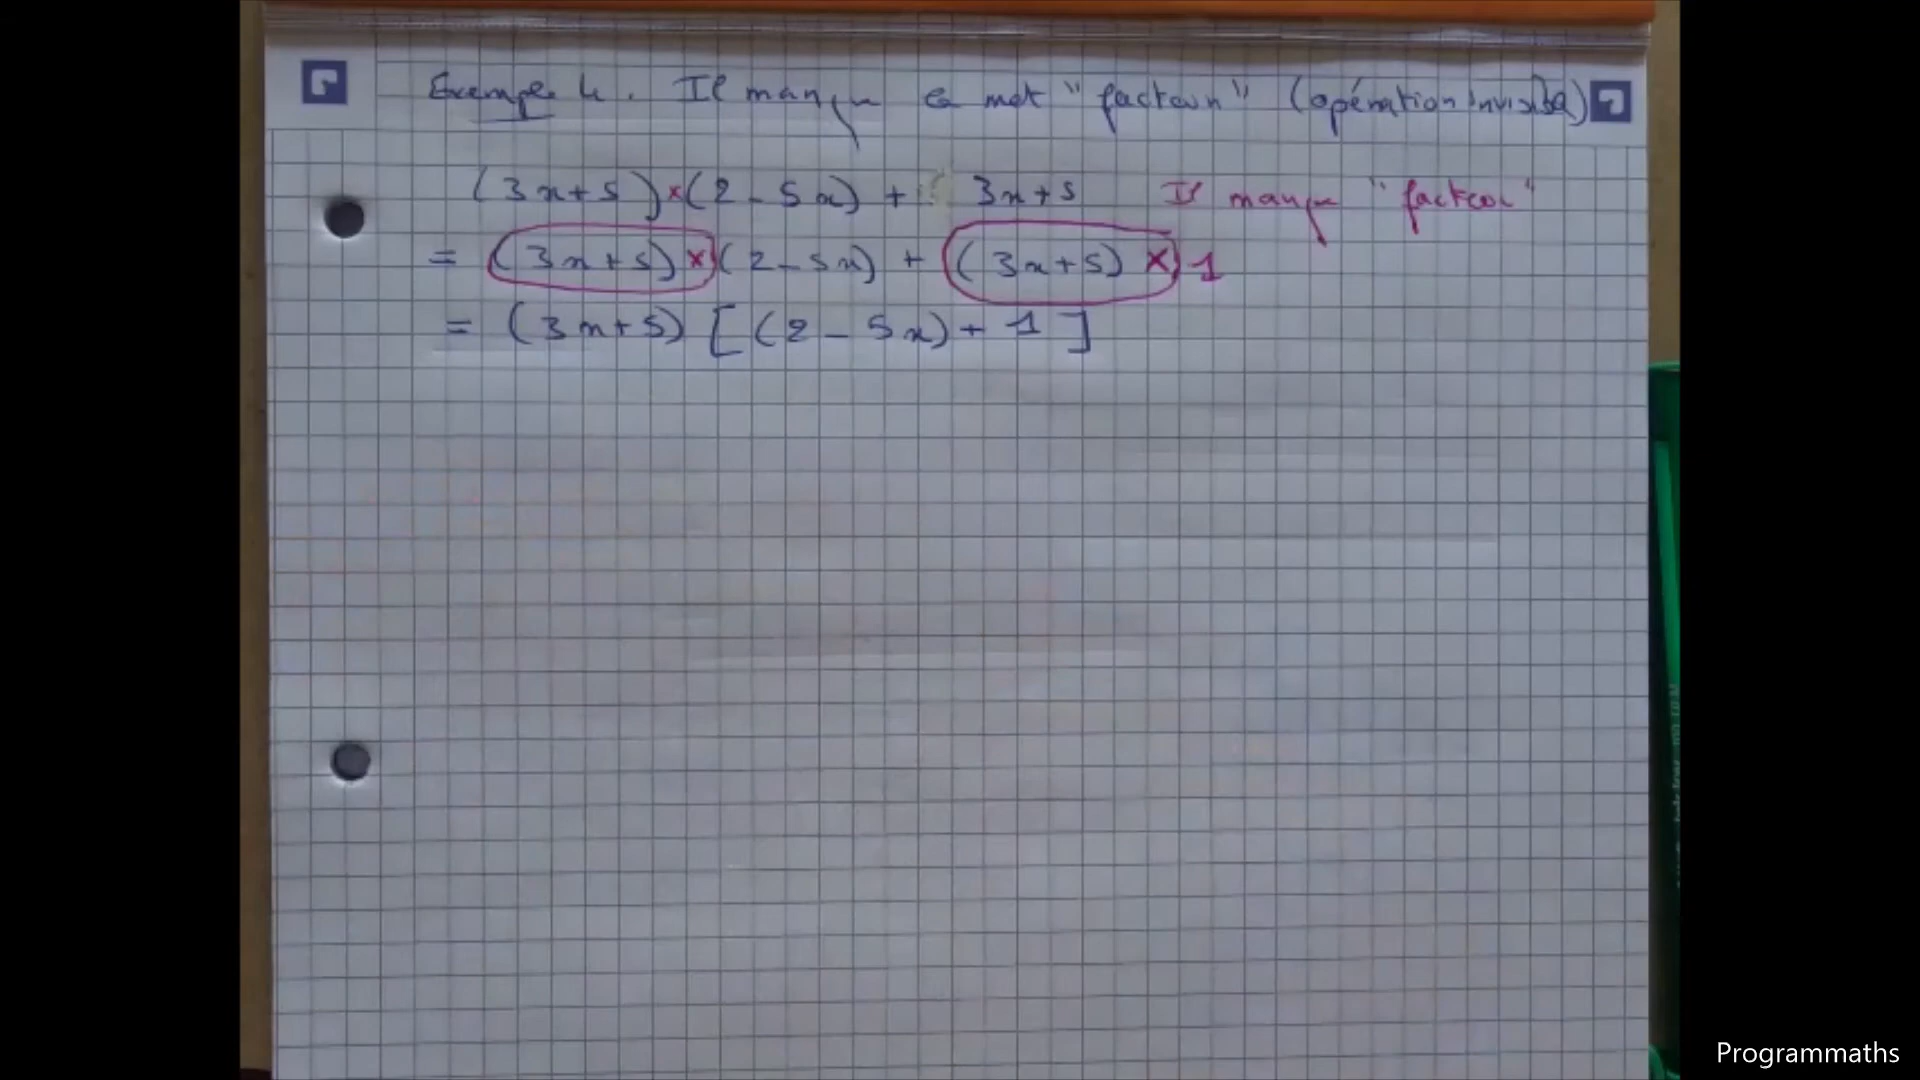 Exemple 4. Il manque le mot "facteur" (opération invisible)
(3x+5)×(2-5x) + 3x+5 Il manque "facteur"
= (3x+5)×(2-5x) + (3x+5)×1
= (3x+5) [(2-5x)+1]
Programmaths